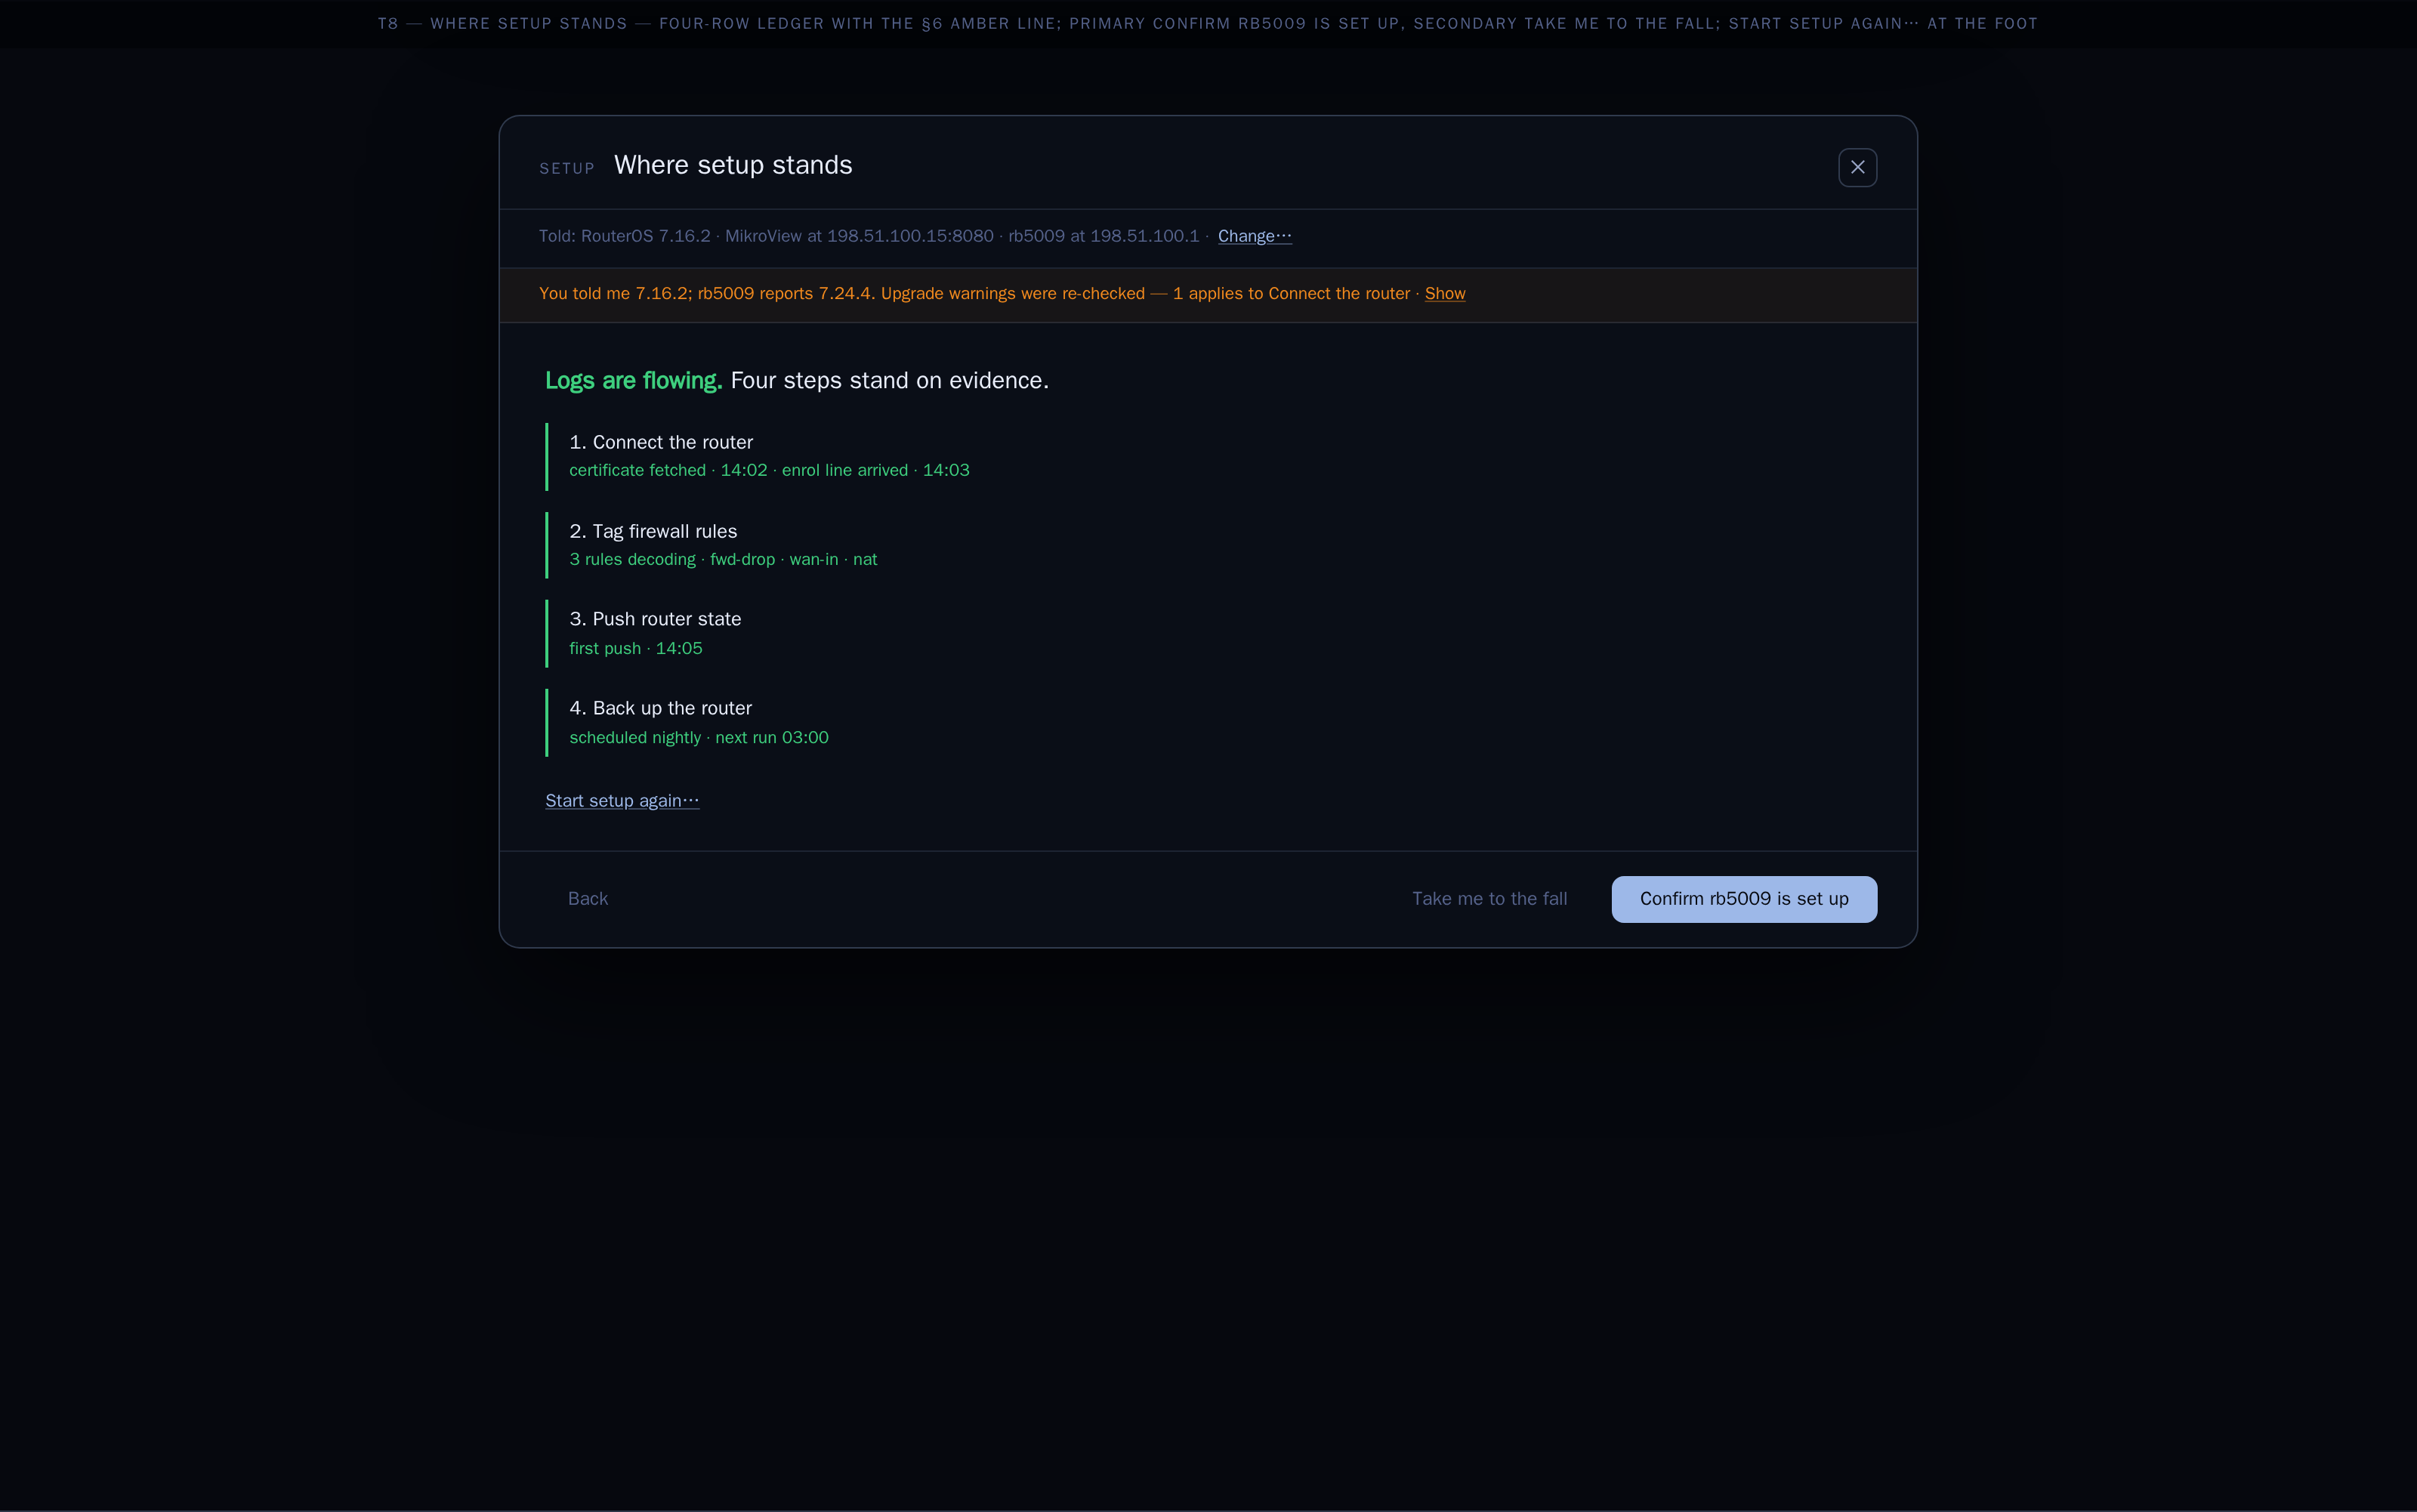 T8 — WHERE SETUP STANDS — FOUR-ROW LEDGER WITH THE §6 AMBER LINE; PRIMARY CONFIRM RB5009 IS SET UP, SECONDARY TAKE ME TO THE FALL; START SETUP AGAIN… AT THE FOOT
SETUP Where setup stands
Told: RouterOS 7.16.2 · MikroView at 198.51.100.15:8080 · rb5009 at 198.51.100.1 · Change…
You told me 7.16.2; rb5009 reports 7.24.4. Upgrade warnings were re-checked — 1 applies to Connect the router · Show
Logs are flowing. Four steps stand on evidence.
1. Connect the router
certificate fetched · 14:02 · enrol line arrived · 14:03
2. Tag firewall rules
3 rules decoding · fwd-drop · wan-in · nat
3. Push router state
first push · 14:05
4. Back up the router
scheduled nightly · next run 03:00
Start setup again…
Back Take me to the fall Confirm rb5009 is set up